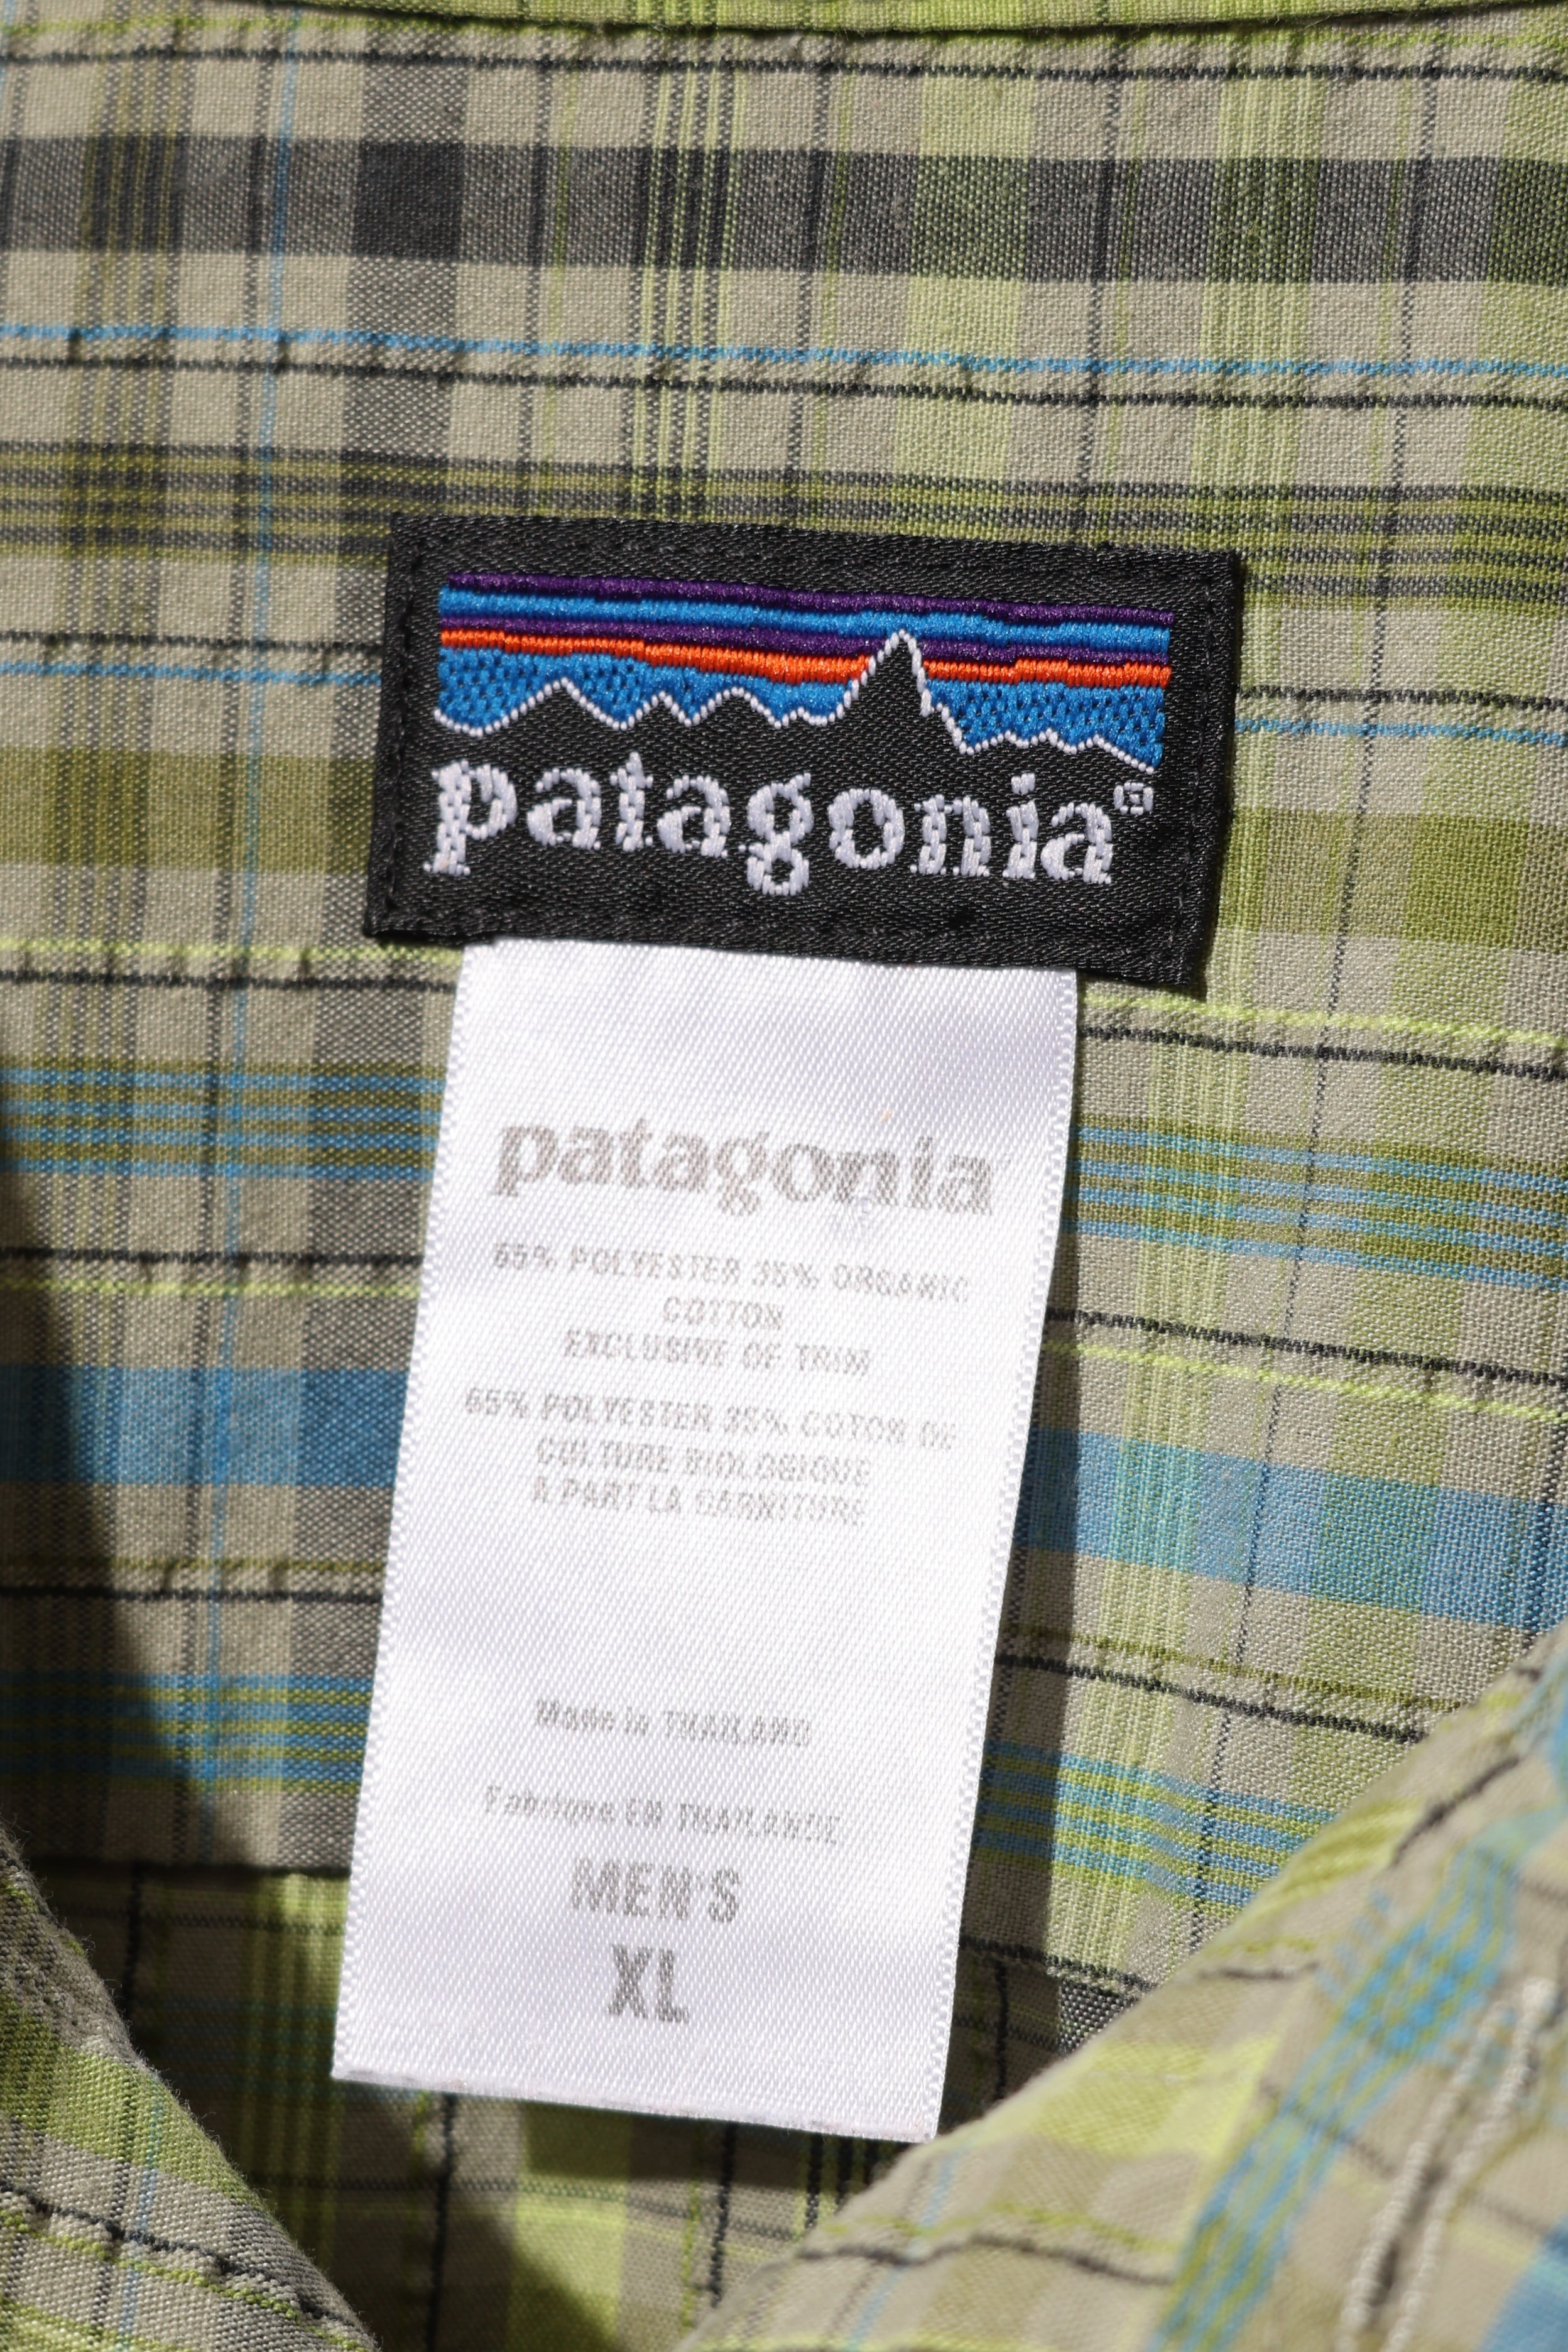 patagonia®
patagonia
65% POLYESTER 35% ORGANIC
COTTON
EXCLUSIVE OF TRIM
65% POLYESTER 35% COTON DE
CULTURE BIOLOGIQUE
À PART LA GARNITURE
Made in THAILAND
Fabriqué EN THAÏLANDE
MEN'S
XL